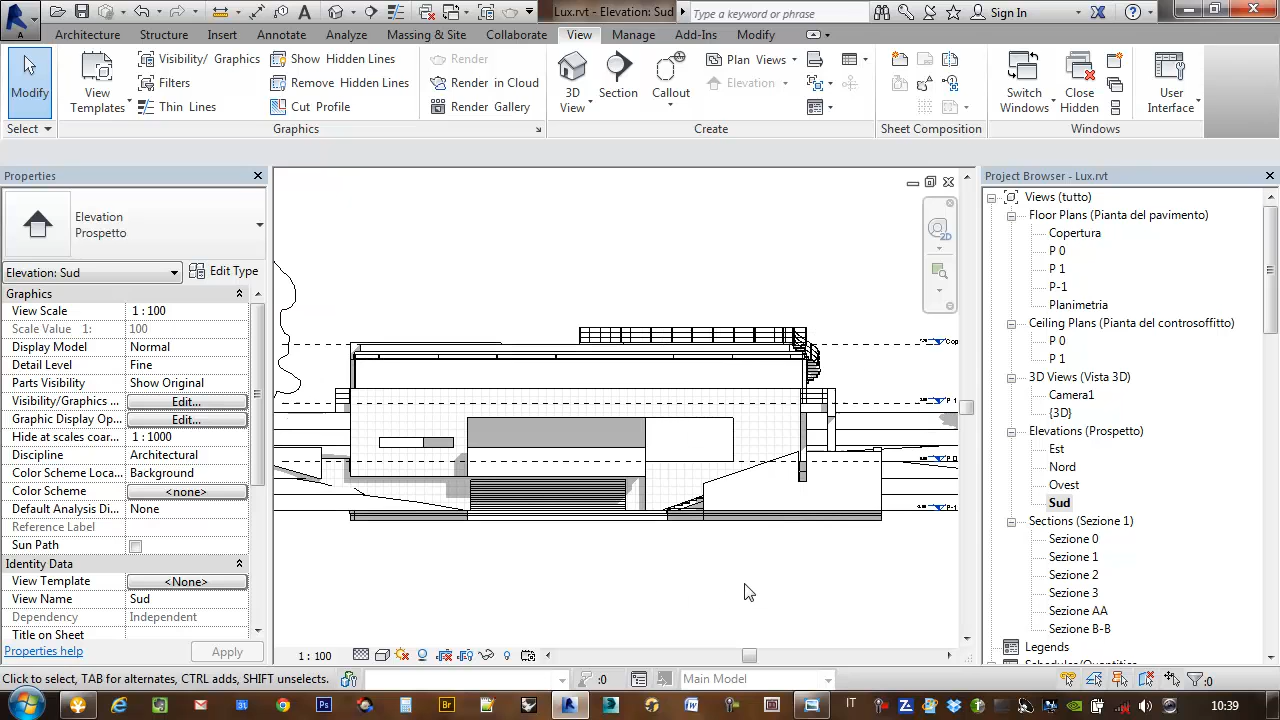 Lux.rvt - Elevation: Sud
Type a keyword or phrase
Sign In
Architecture Structure Insert Annotate Analyze Massing & Site Collaborate View Manage Add-Ins Modify
Modify
View Templates
Visibility/ Graphics
Filters
Thin Lines
Show Hidden Lines
Remove Hidden Lines
Cut Profile
Render
Render in Cloud
Render Gallery
3D View
Section
Callout
Plan Views
Elevation
Switch Windows
Close Hidden
User Interface
Select Graphics Create Sheet Composition Windows
Properties
Elevation
Prospetto
Elevation: Sud Edit Type
Graphics
View Scale 1 : 100
Scale Value 1: 100
Display Model Normal
Detail Level Fine
Parts Visibility Show Original
Visibility/Graphics ... Edit...
Graphic Display Op... Edit...
Hide at scales coar... 1 : 1000
Discipline Architectural
Color Scheme Loca... Background
Color Scheme <none>
Default Analysis Di... None
Reference Label
Sun Path
Identity Data
View Template <None>
View Name Sud
Dependency Independent
Title on Sheet
Properties help Apply
2D
1 : 100
Project Browser - Lux.rvt
Views (tutto)
Floor Plans (Pianta del pavimento)
Copertura
P 0
P 1
P-1
Planimetria
Ceiling Plans (Pianta del controsoffitto)
P 0
P 1
3D Views (Vista 3D)
Camera1
{3D}
Elevations (Prospetto)
Est
Nord
Ovest
Sud
Sections (Sezione 1)
Sezione 0
Sezione 1
Sezione 2
Sezione 3
Sezione AA
Sezione B-B
Legends
Schedules/Quantities
Click to select, TAB for alternates, CTRL adds, SHIFT unselects.
:0
Main Model
:0
IT
10:39